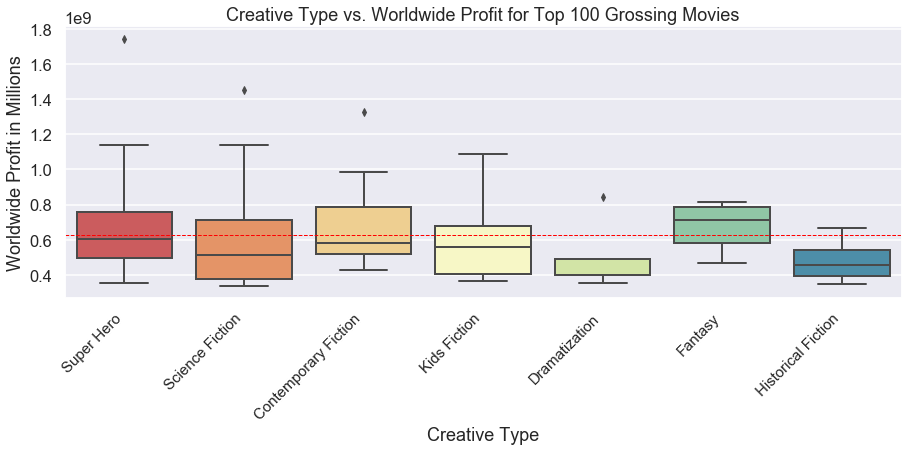 Creative Type vs. Worldwide Profit for Top 100 Grossing Movies
1e9
Worldwide Profit in Millions
1.8
1.6
1.4
1.2
1.0
0.8
0.6
0.4
Super Hero
Science Fiction
Contemporary Fiction
Kids Fiction
Dramatization
Fantasy
Historical Fiction
Creative Type